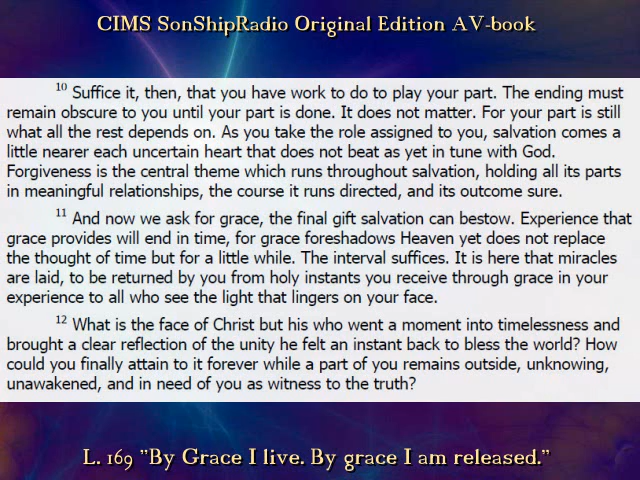 CIMS SonShipRadio Original Edition AV-book
10 Suffice it, then, that you have work to do to play your part. The ending must
remain obscure to you until your part is done. It does not matter. For your part is still
what all the rest depends on. As you take the role assigned to you, salvation comes a
little nearer each uncertain heart that does not beat as yet in tune with God.
Forgiveness is the central theme which runs throughout salvation, holding all its parts
in meaningful relationships, the course it runs directed, and its outcome sure.
11 And now we ask for grace, the final gift salvation can bestow. Experience that
grace provides will end in time, for grace foreshadows Heaven yet does not replace
the thought of time but for a little while. The interval suffices. It is here that miracles
are laid, to be returned by you from holy instants you receive through grace in your
experience to all who see the light that lingers on your face.
12 What is the face of Christ but his who went a moment into timelessness and
brought a clear reflection of the unity he felt an instant back to bless the world? How
could you finally attain to it forever while a part of you remains outside, unknowing,
unawakened, and in need of you as witness to the truth?
L. 169 "By Grace I live. By grace I am released."